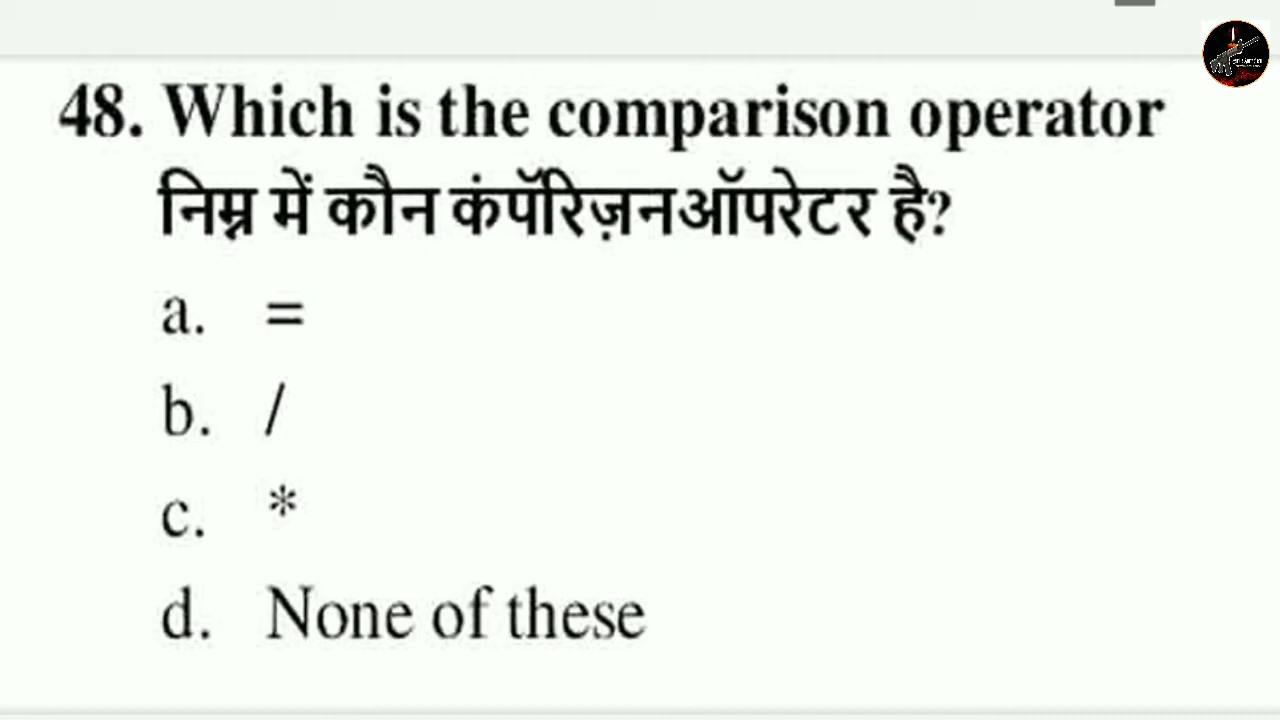 48. Which is the comparison operator
निम्न में कौन कंपॅरिज़नऑपरेटर है?
a. =
b. /
c. *
d. None of these